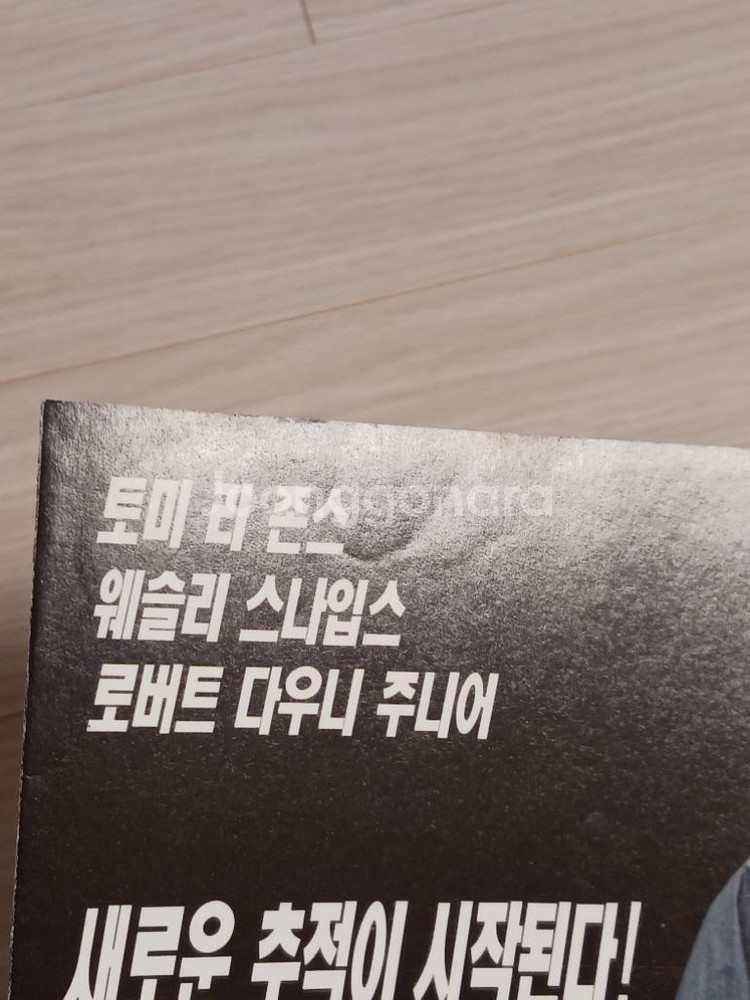 토미 리 존스
joonggonara
웨슬리 스나입스
로버트 다우니 주니어
새로운 추적이 시작된다!